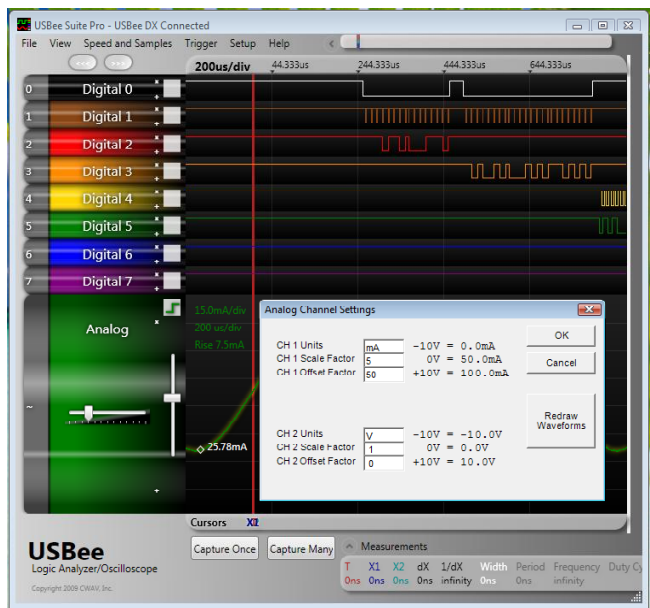 USBee Suite Pro - USBee DX Connected
File View Speed and Samples Trigger Setup Help <
<<< >>>
200us/div 44.333us 244.333us 444.333us 644.333us
0 Digital 0
1 Digital 1
2 Digital 2
3 Digital 3
4 Digital 4
5 Digital 5
6 Digital 6
7 Digital 7
Analog
~
15.0mA/div
200 us/div
Rise 7.5mA
25.78mA
Analog Channel Settings
CH 1 Units mA -10V = 0.0mA
CH 1 Scale Factor 5 0V = 50.0mA
CH 1 Offset Factor 50 +10V = 100.0mA
CH 2 Units V -10V = -10.0V
CH 2 Scale Factor 1 0V = 0.0V
CH 2 Offset Factor 0 +10V = 10.0V
OK
Cancel
Redraw
Waveforms
Cursors
USBee
Logic Analyzer/Oscilloscope
Copyright 2009 CWAV, Inc.
Capture Once Capture Many
Measurements
T X1 X2 dX 1/dX Width Period Frequency Duty Cy
0ns 0ns 0ns 0ns infinity 0ns 0ns infinity